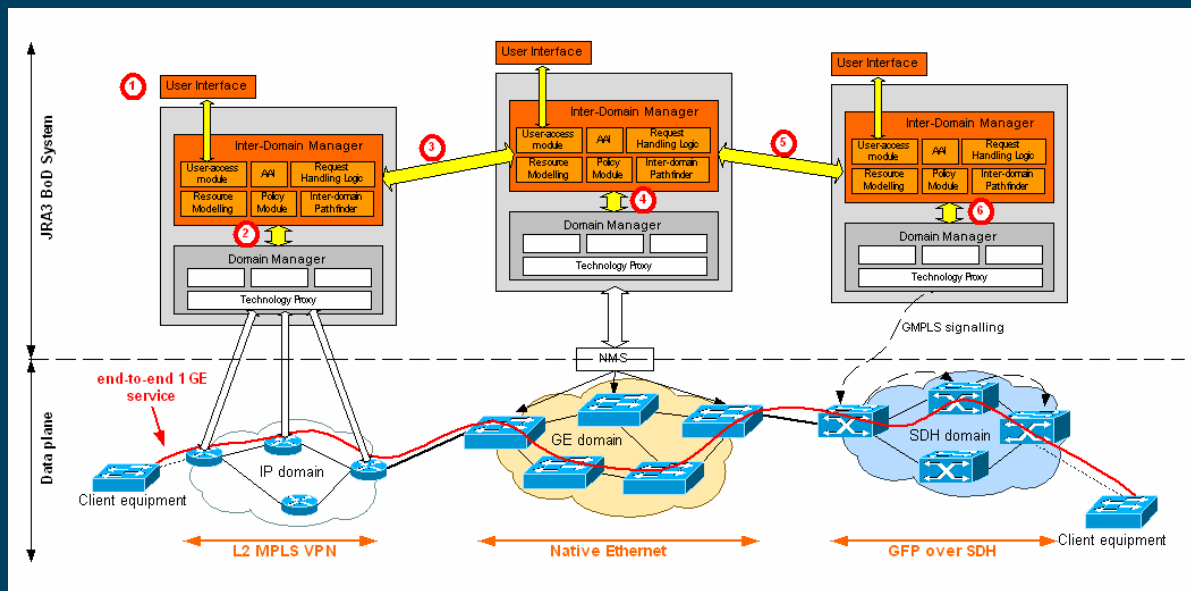 JRA3 BoD System
Data plane
1
User Interface
Inter-Domain Manager
User-access
module
AAI
Request
Handling Logic
Resource
Modelling
Policy
Module
Inter-domain
Pathfinder
2
Domain Manager
Technology Proxy
3
User Interface
Inter-Domain Manager
User-access
module
AAI
Request
Handling Logic
Resource
Modelling
Policy
Module
Inter-domain
Pathfinder
4
Domain Manager
Technology Proxy
5
User Interface
Inter-Domain Manager
User-access
module
AAI
Request
Handling Logic
Resource
Modelling
Policy
Module
Inter-domain
Pathfinder
6
Domain Manager
Technology Proxy
GMPLS signalling
NMS
end-to-end 1 GE
service
Client equipment
IP domain
GE domain
SDH domain
Client equipment
L2 MPLS VPN
Native Ethernet
GFP over SDH